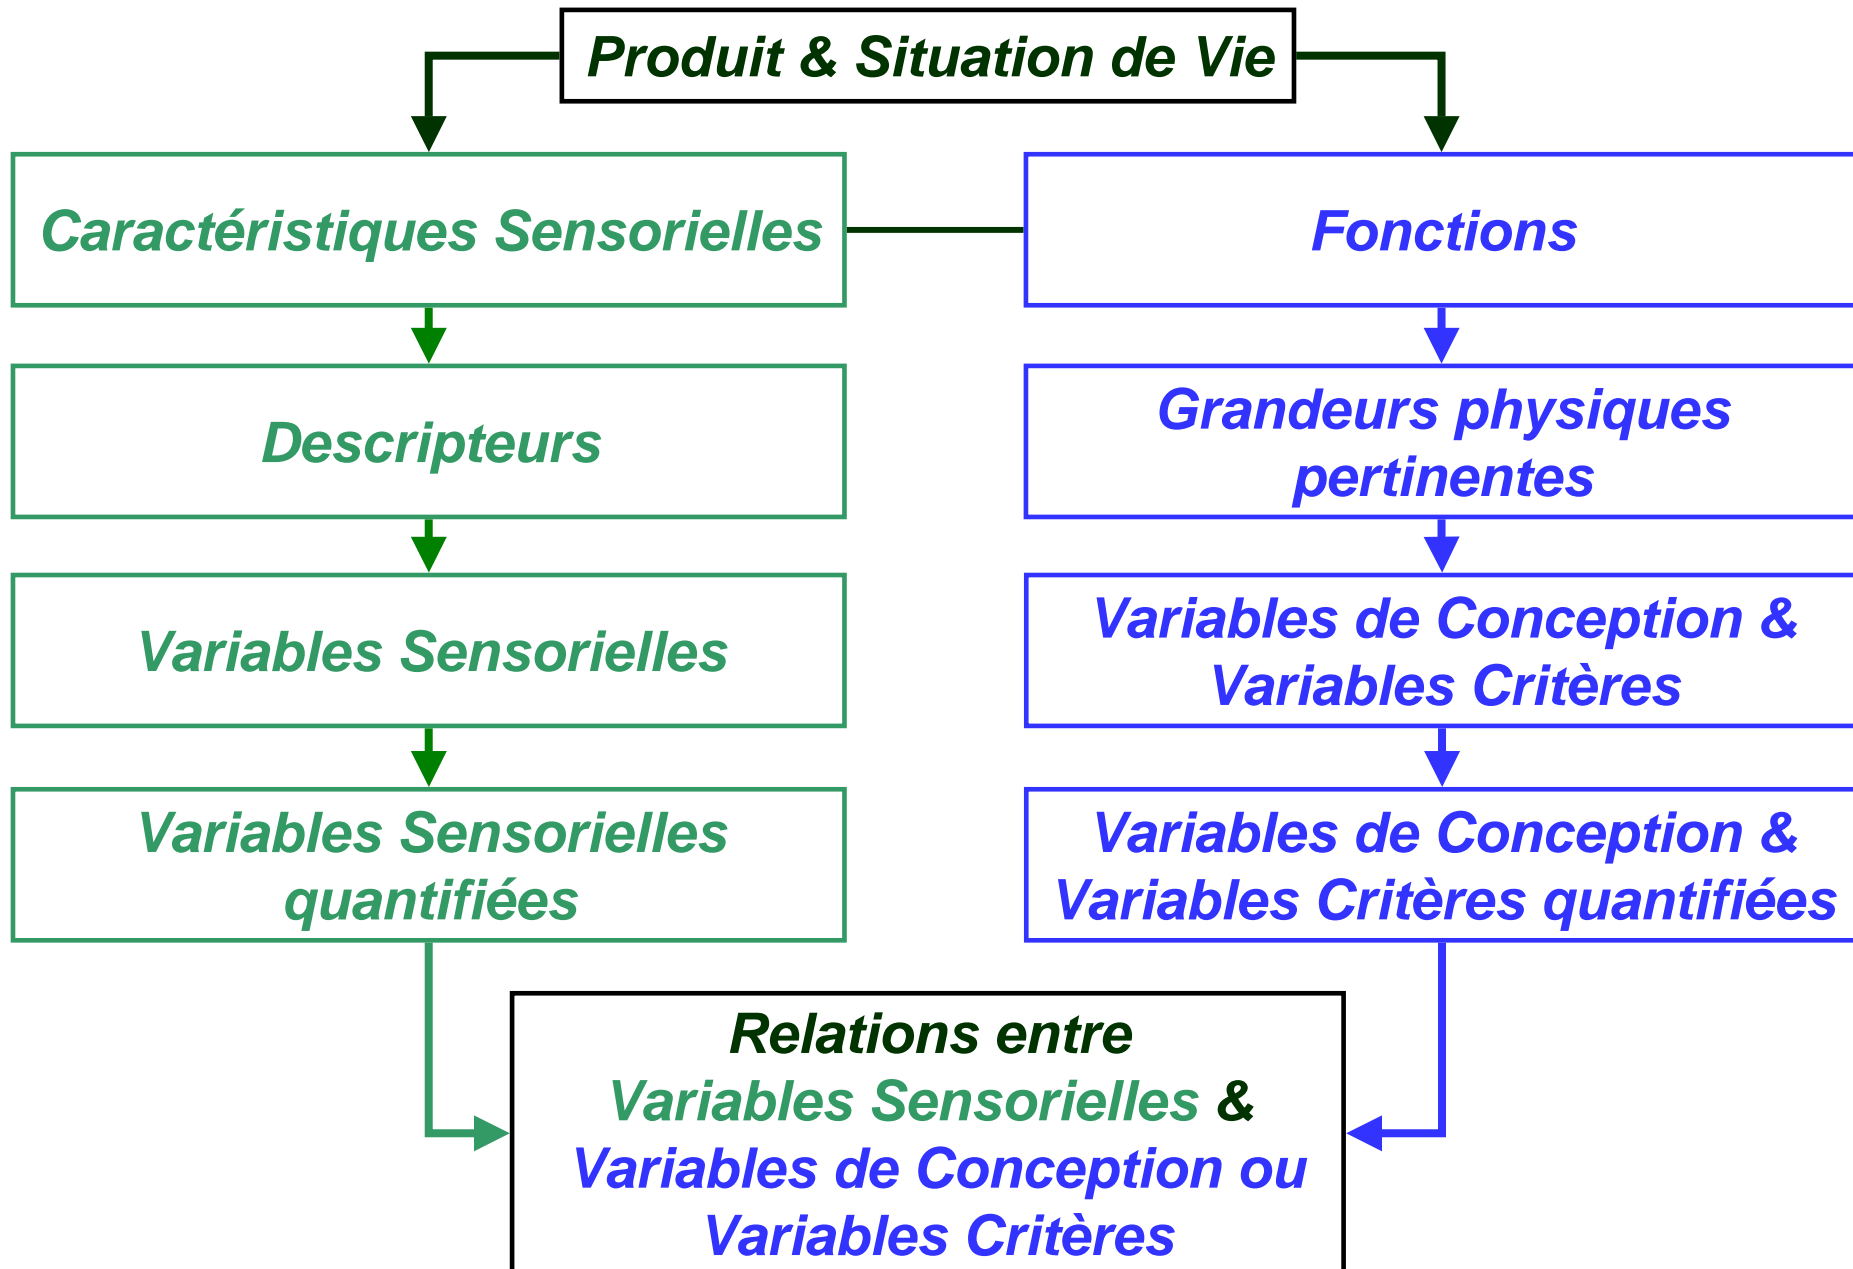 Produit & Situation de Vie
Caractéristiques Sensorielles
Fonctions
Descripteurs
Grandeurs physiques
pertinentes
Variables Sensorielles
Variables de Conception &
Variables Critères
Variables Sensorielles
quantifiées
Variables de Conception &
Variables Critères quantifiées
Relations entre
Variables Sensorielles &
Variables de Conception ou
Variables Critères